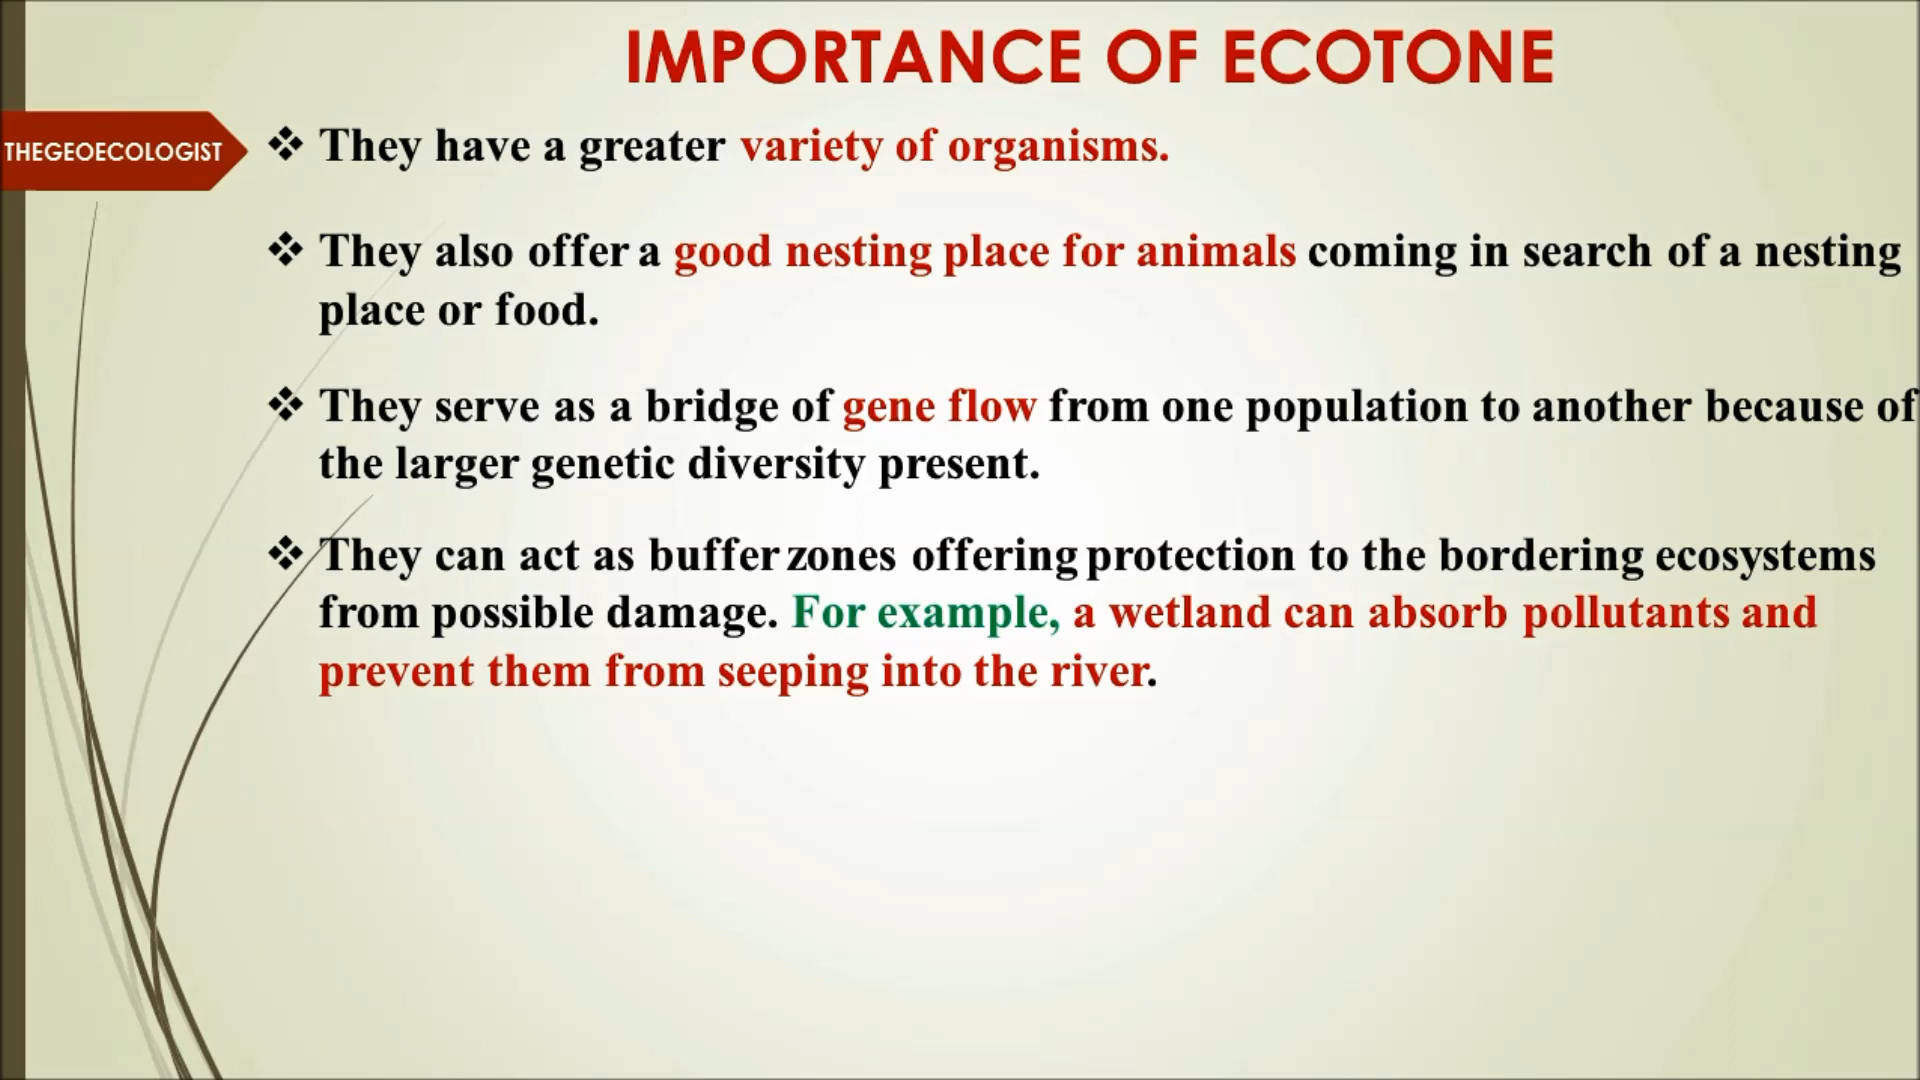 IMPORTANCE OF ECOTONE
THEGEOECOLOGIST
❖ They have a greater variety of organisms.
❖ They also offer a good nesting place for animals coming in search of a nesting
place or food.
❖ They serve as a bridge of gene flow from one population to another because of
the larger genetic diversity present.
❖ They can act as buffer zones offering protection to the bordering ecosystems
from possible damage. For example, a wetland can absorb pollutants and
prevent them from seeping into the river.